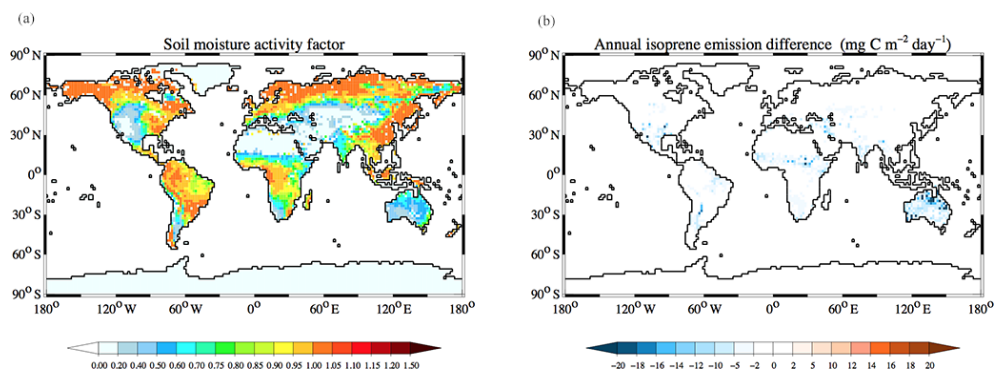 (a)
Soil moisture activity factor
90° N
60° N
30° N
0°
30° S
60° S
90° S
180° 120° W 60° W 0° 60° E 120° E 180°
0.00 0.20 0.40 0.50 0.60 0.70 0.75 0.80 0.85 0.90 0.95 1.00 1.05 1.10 1.15 1.20 1.50
(b)
Annual isoprene emission difference (mg C m⁻² day⁻¹)
90° N
60° N
30° N
0°
30° S
60° S
90° S
180° 120° W 60° W 0° 60° E 120° E 180°
−20 −18 −16 −14 −12 −10 −5 −2 0 2 5 10 12 14 16 18 20